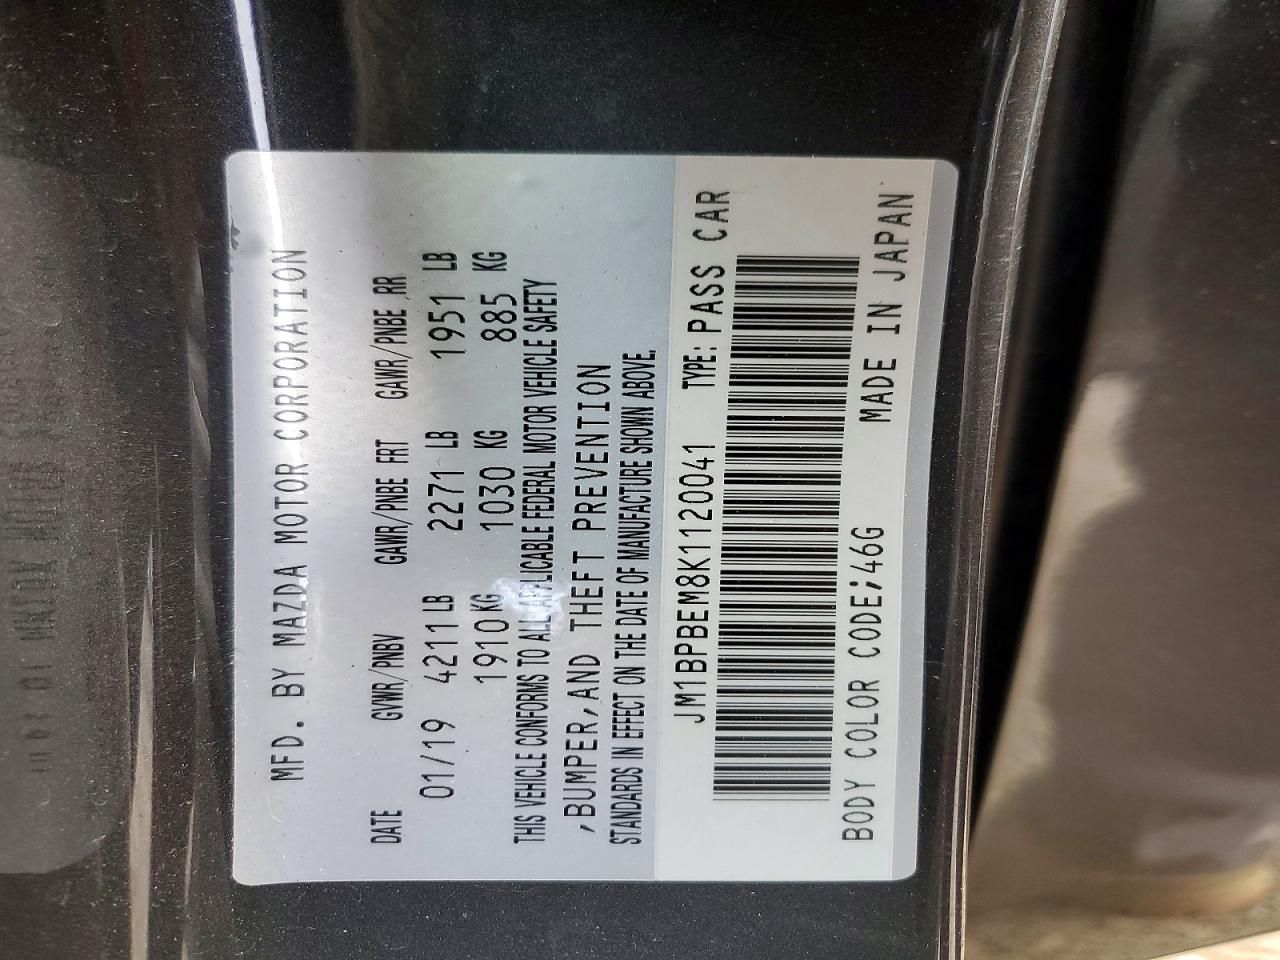 MFD. BY MAZDA MOTOR CORPORATION
DATE GVWR/PNBV GAWR/PNBE FRT GAWR/PNBE RR
01/19 4211 LB 2271 LB 1951 LB
1910 KG 1030 KG 885 KG
THIS VEHICLE CONFORMS TO ALL APPLICABLE FEDERAL MOTOR VEHICLE SAFETY
,BUMPER,AND THEFT PREVENTION
STANDARDS IN EFFECT ON THE DATE OF MANUFACTURE SHOWN ABOVE.
JM1BPBEM8K1120041 TYPE: PASS CAR
BODY COLOR CODE;46G MADE IN JAPAN